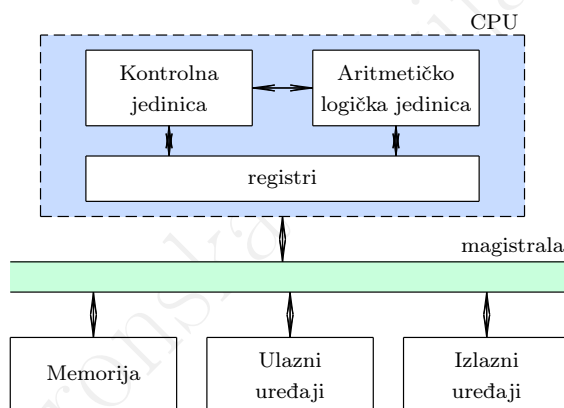 CPU
Kontrolna
jedinica
Aritmetičko
logička jedinica
registri
magistrala
Memorija
Ulazni
uređaji
Izlazni
uređaji